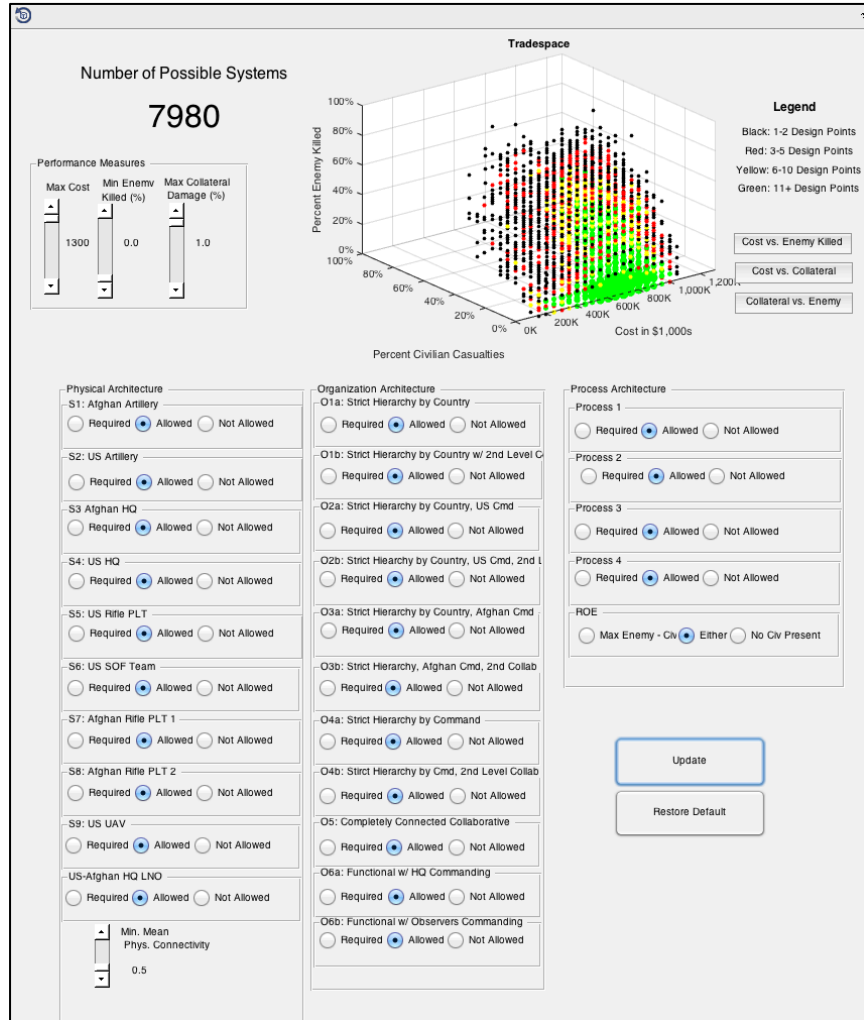 Tradespace
Number of Possible Systems
7980
Performance Measures
Max Cost
Min Enemy Killed (%)
Max Collateral Damage (%)
1300
0.0
1.0
Percent Enemy Killed
100%
80%
60%
40%
20%
0%
100%
80%
60%
40%
20%
0%
0K
200K
400K
600K
800K
1,000K
1,200K
Cost in $1,000s
Percent Civilian Casualties
Legend
Black: 1-2 Design Points
Red: 3-5 Design Points
Yellow: 6-10 Design Points
Green: 11+ Design Points
Cost vs. Enemy Killed
Cost vs. Collateral
Collateral vs. Enemy
Physical Architecture
S1: Afghan Artillery
Required Allowed Not Allowed
S2: US Artillery
Required Allowed Not Allowed
S3 Afghan HQ
Required Allowed Not Allowed
S4: US HQ
Required Allowed Not Allowed
S5: US Rifle PLT
Required Allowed Not Allowed
S6: US SOF Team
Required Allowed Not Allowed
S7: Afghan Rifle PLT 1
Required Allowed Not Allowed
S8: Afghan Rifle PLT 2
Required Allowed Not Allowed
S9: US UAV
Required Allowed Not Allowed
US-Afghan HQ LNO
Required Allowed Not Allowed
Min. Mean
Phys. Connectivity
0.5
Organization Architecture
O1a: Strict Hierarchy by Country
Required Allowed Not Allowed
O1b: Strict Hierarchy by Country w/ 2nd Level
Required Allowed Not Allowed
O2a: Strict Hierarchy by Country, US Cmd
Required Allowed Not Allowed
O2b: Strict Hiearchy by Country, US Cmd, 2nd
Required Allowed Not Allowed
O3a: Strict Hierarchy by Country, Afghan Cmd
Required Allowed Not Allowed
O3b: Strict Hierarchy, Afghan Cmd, 2nd Collab
Required Allowed Not Allowed
O4a: Strict Hierarchy by Command
Required Allowed Not Allowed
O4b: Stirct Hierarchy by Cmd, 2nd Level Collab
Required Allowed Not Allowed
O5: Completely Connected Collaborative
Required Allowed Not Allowed
O6a: Functional w/ HQ Commanding
Required Allowed Not Allowed
O6b: Functional w/ Observers Commanding
Required Allowed Not Allowed
Process Architecture
Process 1
Required Allowed Not Allowed
Process 2
Required Allowed Not Allowed
Process 3
Required Allowed Not Allowed
Process 4
Required Allowed Not Allowed
ROE
Max Enemy - Civ Either No Civ Present
Update
Restore Default